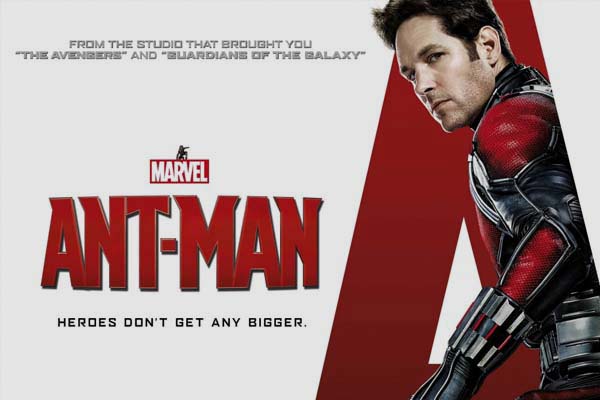 FROM THE STUDIO THAT BROUGHT YOU
"THE AVENGERS" AND "GUARDIANS OF THE GALAXY"
MARVEL
ANT-MAN
HEROES DON'T GET ANY BIGGER.